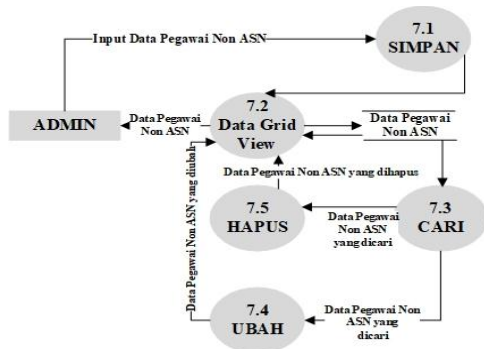 Input Data Pegawai Non ASN
7.1
SIMPAN
ADMIN
Data Pegawai
Non ASN
7.2
Data Grid
View
Data Pegawai
Non ASN
Data Pegawai Non ASN yang dihapus
Data Pegawai Non ASN yang diubah
7.5
HAPUS
Data Pegawai
Non ASN
yang dicari
7.3
CARI
7.4
UBAH
Data Pegawai Non
ASN yang
dicari